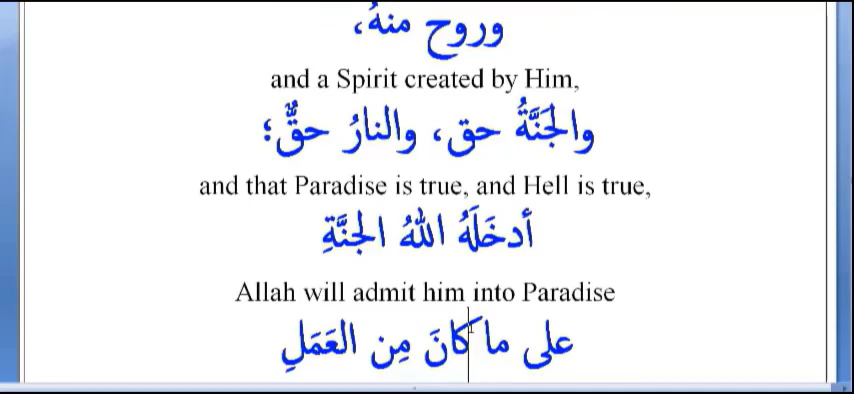 وروح منهُ،
and a Spirit created by Him,
والجَنَّةُ حق، والنارُ حقٌّ؛
and that Paradise is true, and Hell is true,
أدخَلَهُ اللهُ الجنَّةِ
Allah will admit him into Paradise
على ما كانَ مِن العَمَلِ